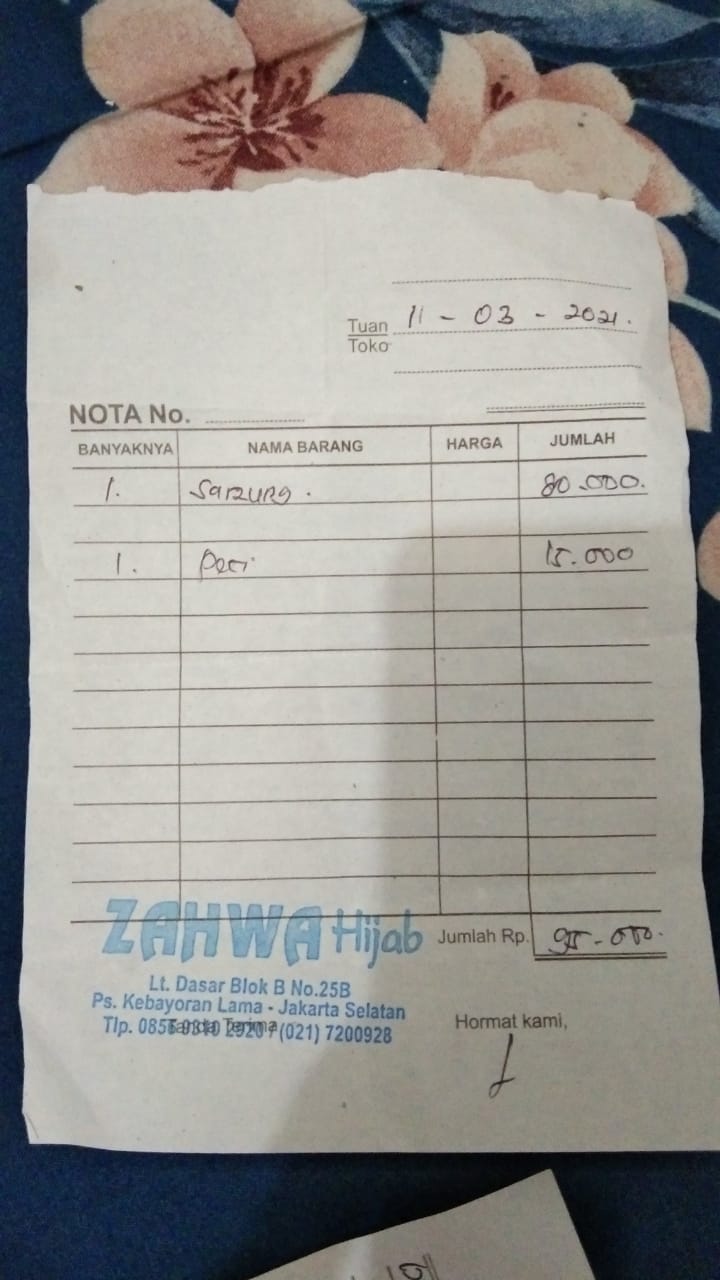 11 - 03 - 2021.
Tuan
Toko
NOTA No.
BANYAKNYA NAMA BARANG HARGA JUMLAH
1. Sarung. 80.000.
1. Peci 15.000
ZAHWA Hijab
Jumlah Rp. 95.000.
Lt. Dasar Blok B No.25B
Ps. Kebayoran Lama - Jakarta Selatan
Tanda Terima
Tlp. 0856 9310 2920 / (021) 7200928
Hormat kami,